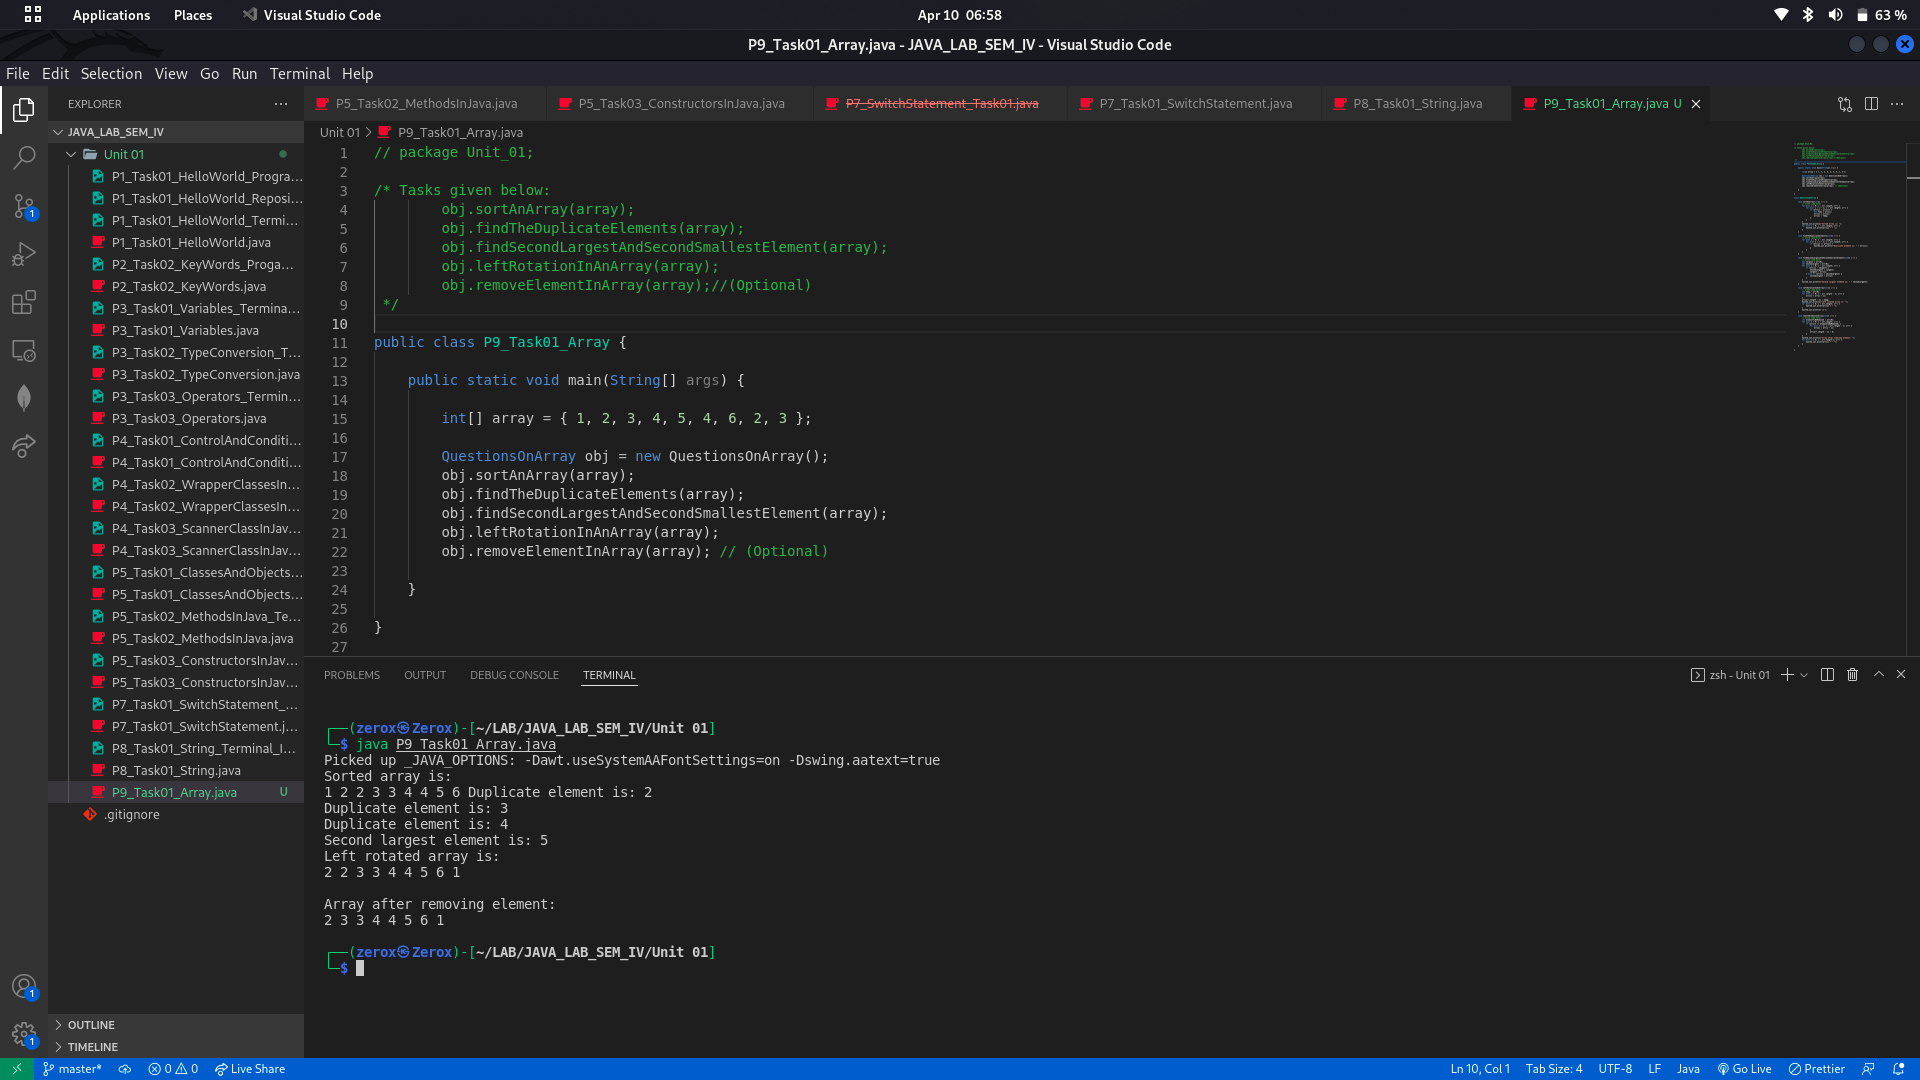 Applications Places Visual Studio Code Apr 10 06:58 63 %
P9_Task01_Array.java - JAVA_LAB_SEM_IV - Visual Studio Code
File Edit Selection View Go Run Terminal Help
EXPLORER
JAVA_LAB_SEM_IV
Unit 01
P1_Task01_HelloWorld_Progra...
P1_Task01_HelloWorld_Reposi...
P1_Task01_HelloWorld_Termi...
P1_Task01_HelloWorld.java
P2_Task02_KeyWords_Proga...
P2_Task02_KeyWords.java
P3_Task01_Variables_Termina...
P3_Task01_Variables.java
P3_Task02_TypeConversion_T...
P3_Task02_TypeConversion.java
P3_Task03_Operators_Termin...
P3_Task03_Operators.java
P4_Task01_ControlAndConditi...
P4_Task01_ControlAndConditi...
P4_Task02_WrapperClassesIn...
P4_Task02_WrapperClassesIn...
P4_Task03_ScannerClassInJav...
P4_Task03_ScannerClassInJav...
P5_Task01_ClassesAndObjects...
P5_Task01_ClassesAndObjects...
P5_Task02_MethodsInJava_Te...
P5_Task02_MethodsInJava.java
P5_Task03_ConstructorsInJav...
P5_Task03_ConstructorsInJav...
P7_Task01_SwitchStatement_...
P7_Task01_SwitchStatement.j...
P8_Task01_String_Terminal_I...
P8_Task01_String.java
P9_Task01_Array.java U
.gitignore
OUTLINE
TIMELINE
1
1
1
P5_Task02_MethodsInJava.java P5_Task03_ConstructorsInJava.java P7_SwitchStatement_Task01.java P7_Task01_SwitchStatement.java P8_Task01_String.java P9_Task01_Array.java U
Unit 01 > P9_Task01_Array.java
1 // package Unit_01;
2
3 /* Tasks given below:
4 obj.sortAnArray(array);
5 obj.findTheDuplicateElements(array);
6 obj.findSecondLargestAndSecondSmallestElement(array);
7 obj.leftRotationInAnArray(array);
8 obj.removeElementInArray(array);//(Optional)
9 */
10
11 public class P9_Task01_Array {
12
13 public static void main(String[] args) {
14
15 int[] array = { 1, 2, 3, 4, 5, 4, 6, 2, 3 };
16
17 QuestionsOnArray obj = new QuestionsOnArray();
18 obj.sortAnArray(array);
19 obj.findTheDuplicateElements(array);
20 obj.findSecondLargestAndSecondSmallestElement(array);
21 obj.leftRotationInAnArray(array);
22 obj.removeElementInArray(array); // (Optional)
23
24 }
25
26 }
27
PROBLEMS OUTPUT DEBUG CONSOLE TERMINAL zsh - Unit 01
(zerox㉿Zerox)-[~/LAB/JAVA_LAB_SEM_IV/Unit 01]
$ java P9_Task01_Array.java
Picked up _JAVA_OPTIONS: -Dawt.useSystemAAFontSettings=on -Dswing.aatext=true
Sorted array is:
1 2 2 3 3 4 4 5 6 Duplicate element is: 2
Duplicate element is: 3
Duplicate element is: 4
Second largest element is: 5
Left rotated array is:
2 2 3 3 4 4 5 6 1
Array after removing element:
2 3 3 4 4 5 6 1
(zerox㉿Zerox)-[~/LAB/JAVA_LAB_SEM_IV/Unit 01]
$
master* 0 0 Live Share Ln 10, Col 1 Tab Size: 4 UTF-8 LF Java Go Live Prettier